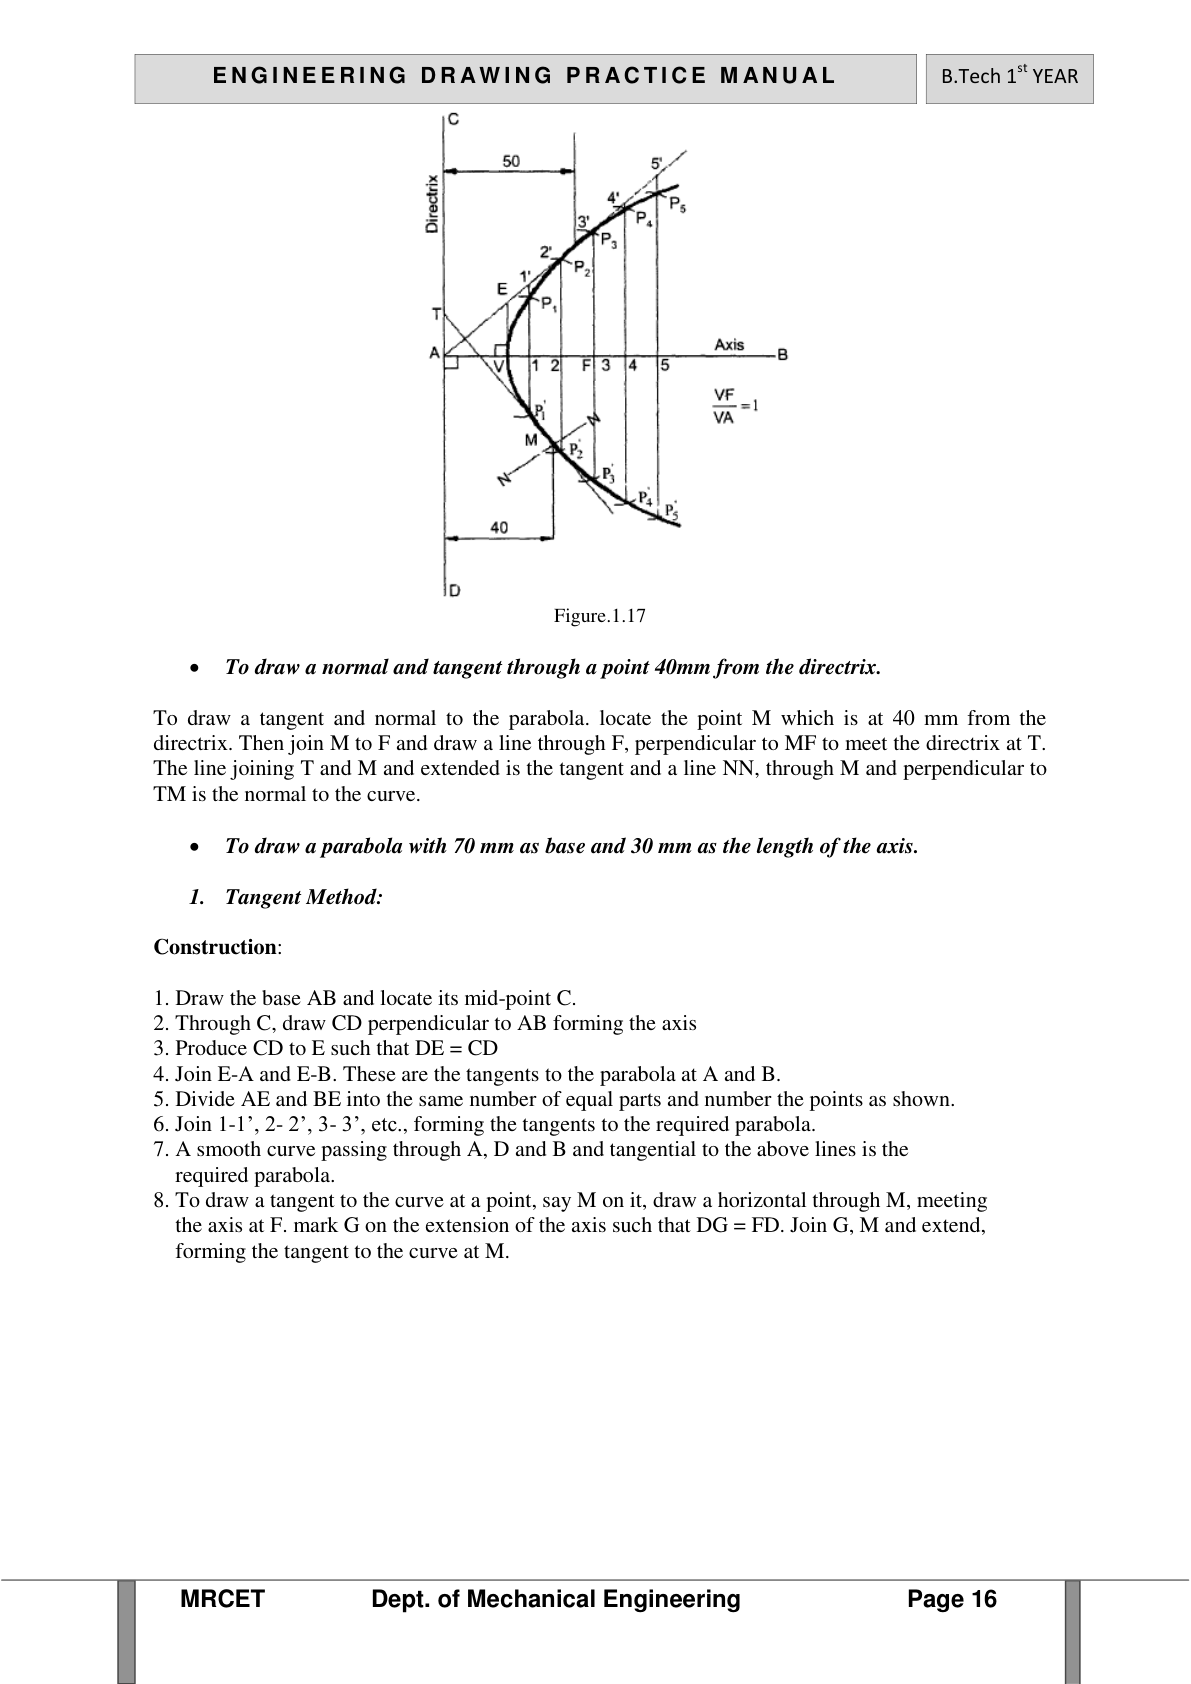 ENGINEERING DRAWING PRACTICE MANUAL
B.Tech 1st YEAR
C
50
5'
Directrix
4'
P5
P4
3'
P3
2'
P2
1'
E
P1
T
A
V 1 2 F 3 4 5
Axis
B
VF
VA
=1
P1'
N
M
P2'
N
P3'
P4'
P5'
40
D
Figure.1.17
• To draw a normal and tangent through a point 40mm from the directrix.
To draw a tangent and normal to the parabola. locate the point M which is at 40 mm from the
directrix. Then join M to F and draw a line through F, perpendicular to MF to meet the directrix at T.
The line joining T and M and extended is the tangent and a line NN, through M and perpendicular to
TM is the normal to the curve.
• To draw a parabola with 70 mm as base and 30 mm as the length of the axis.
1. Tangent Method:
Construction:
1. Draw the base AB and locate its mid-point C.
2. Through C, draw CD perpendicular to AB forming the axis
3. Produce CD to E such that DE = CD
4. Join E-A and E-B. These are the tangents to the parabola at A and B.
5. Divide AE and BE into the same number of equal parts and number the points as shown.
6. Join 1-1’, 2- 2’, 3- 3’, etc., forming the tangents to the required parabola.
7. A smooth curve passing through A, D and B and tangential to the above lines is the
required parabola.
8. To draw a tangent to the curve at a point, say M on it, draw a horizontal through M, meeting
the axis at F. mark G on the extension of the axis such that DG = FD. Join G, M and extend,
forming the tangent to the curve at M.
MRCET Dept. of Mechanical Engineering Page 16